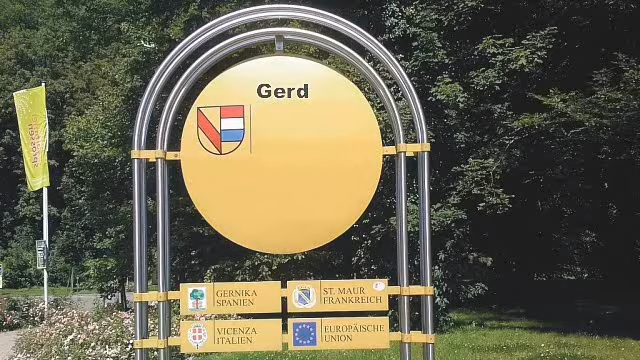 Gerd
GERNIKA
SPANIEN
ST. MAUR
FRANKREICH
VICENZA
ITALIEN
EUROPÄISCHE
UNION